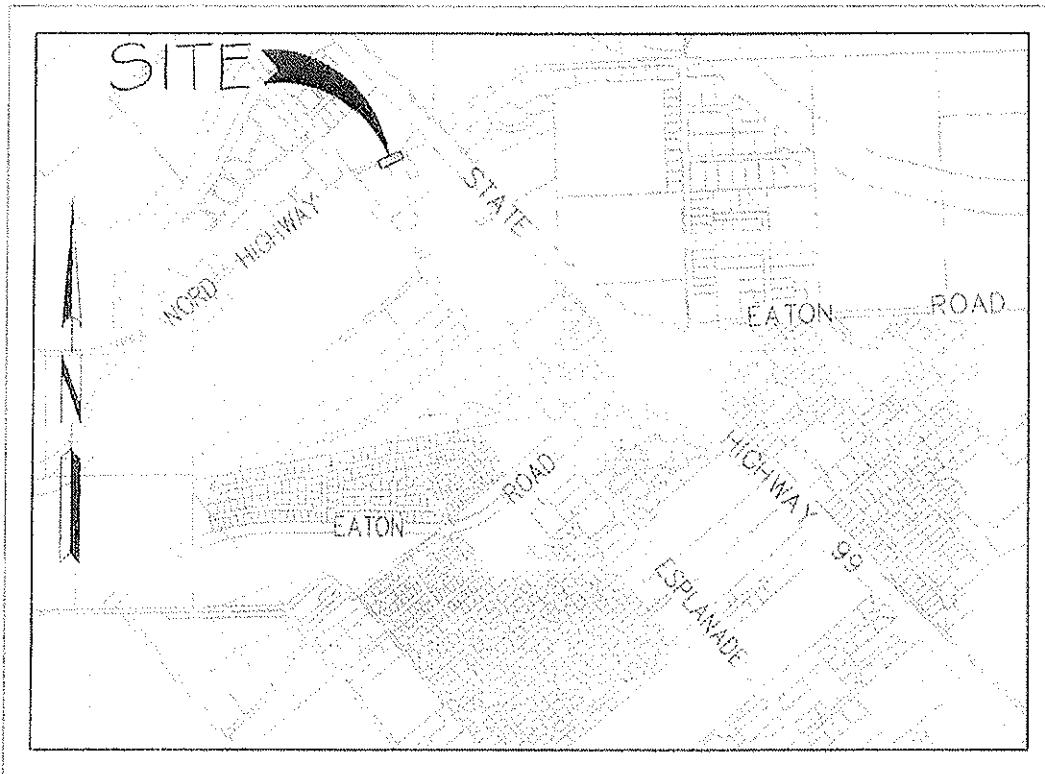 SITE
STATE
NORD HIGHWAY
EATON ROAD
HIGHWAY 99
EATON ROAD
ESPLANADE
N